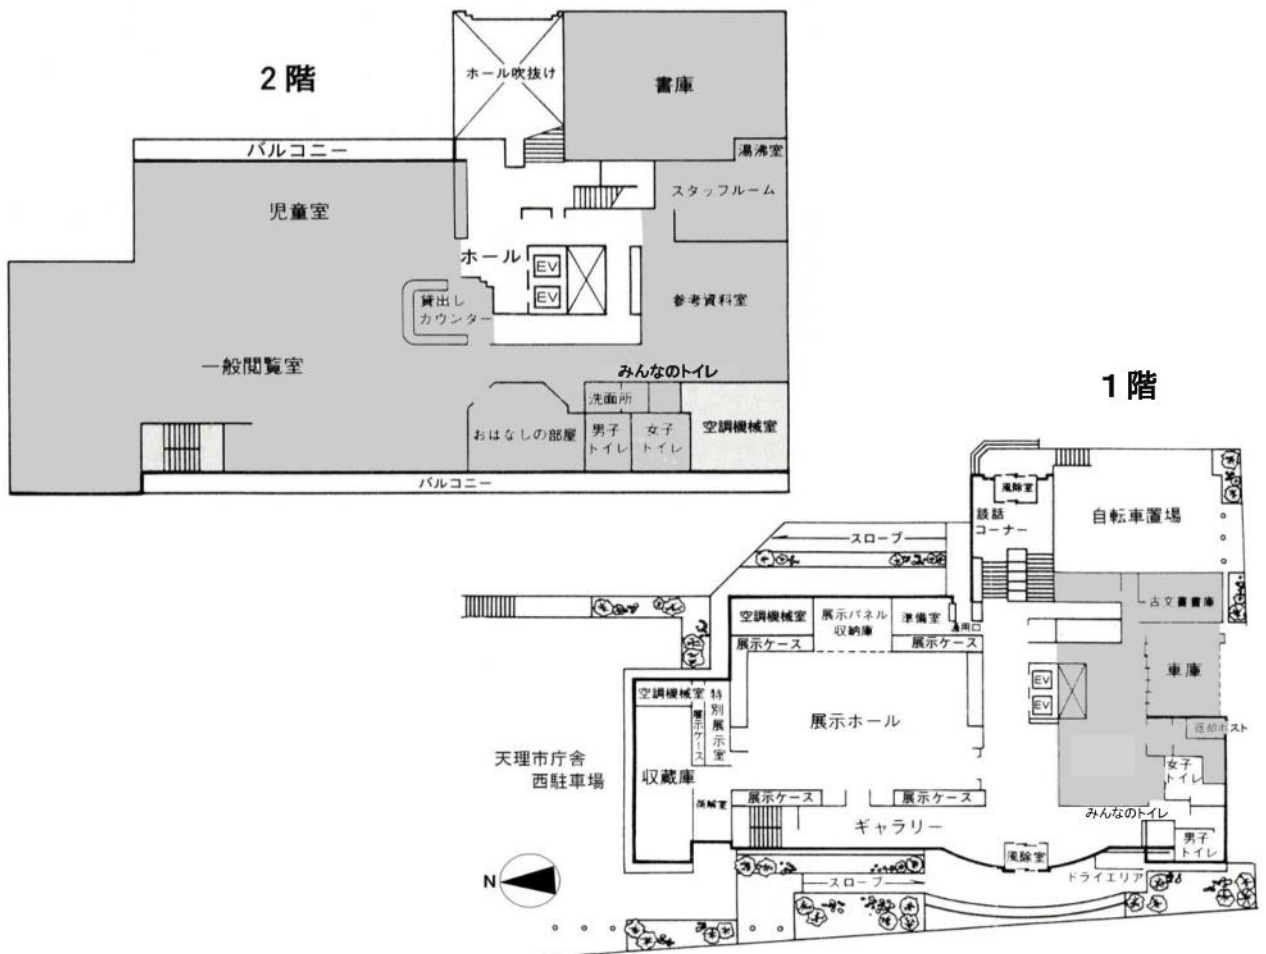 2階
ホール吹抜け
書庫
バルコニー
湯沸室
スタッフルーム
児童室
ホール
EV
EV
貸出し
カウンター
参考資料室
一般閲覧室
みんなのトイレ
洗面所
おはなしの部屋
男子
トイレ
女子
トイレ
空調機械室
バルコニー
1階
風除室
談話
コーナー
自転車置場
スロープ
古文書書庫
空調機械室
展示パネル
収納庫
準備室
通用口
展示ケース
展示ケース
車庫
EV
EV
空調機械室
特別展示室
展示ケース
展示ホール
返却ポスト
天理市庁舎
西駐車場
収蔵庫
女子
トイレ
展示ケース
展示ケース
みんなのトイレ
ギャラリー
男子
トイレ
風除室
ドライエリア
スロープ
N